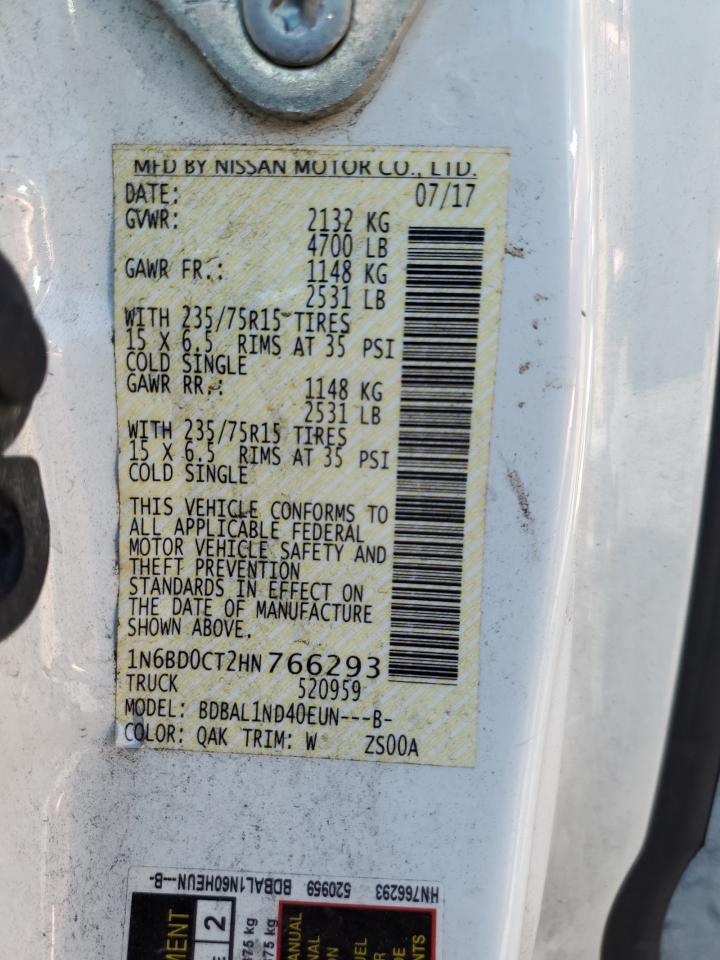 MFD BY NISSAN MOTOR CO., LTD.
DATE: 07/17
GVWR: 2132 KG
4700 LB
GAWR FR.: 1148 KG
2531 LB
WITH 235/75R15 TIRES
15 X 6.5 RIMS AT 35 PSI
COLD SINGLE
GAWR RR.: 1148 KG
2531 LB
WITH 235/75R15 TIRES
15 X 6.5 RIMS AT 35 PSI
COLD SINGLE
THIS VEHICLE CONFORMS TO
ALL APPLICABLE FEDERAL
MOTOR VEHICLE SAFETY AND
THEFT PREVENTION
STANDARDS IN EFFECT ON
THE DATE OF MANUFACTURE
SHOWN ABOVE.
1N6BD0CT2HN766293
TRUCK 520959
MODEL: BDBAL1ND40EUN---B-
COLOR: QAK TRIM: W ZS00A
HN766293 520959 BDBAL1N60HEUN---B-
2